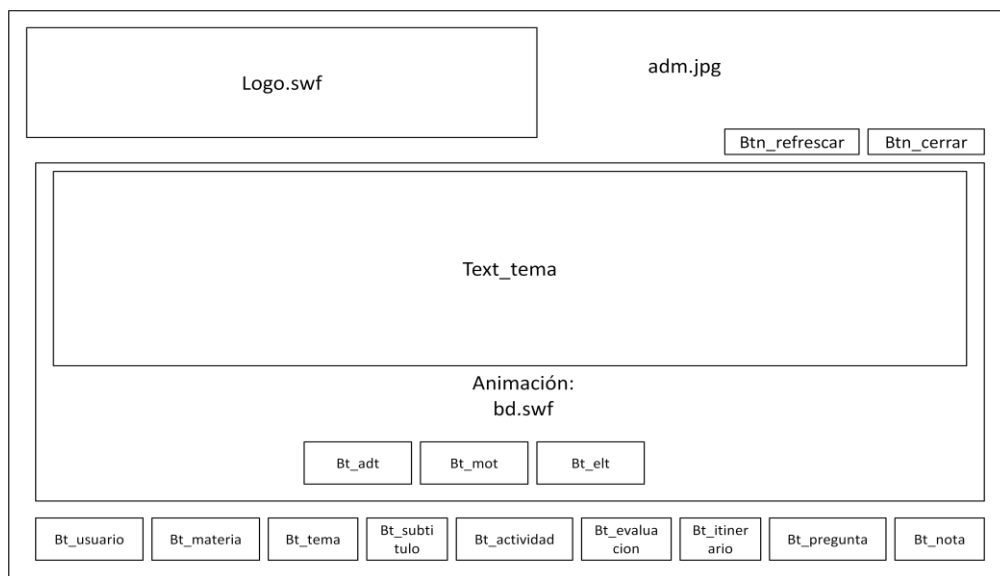 Logo.swf
adm.jpg
Btn_refrescar
Btn_cerrar
Text_tema
Animación:
bd.swf
Bt_adt
Bt_mot
Bt_elt
Bt_usuario
Bt_materia
Bt_tema
Bt_subti
tulo
Bt_actividad
Bt_evalua
cion
Bt_itiner
ario
Bt_pregunta
Bt_nota